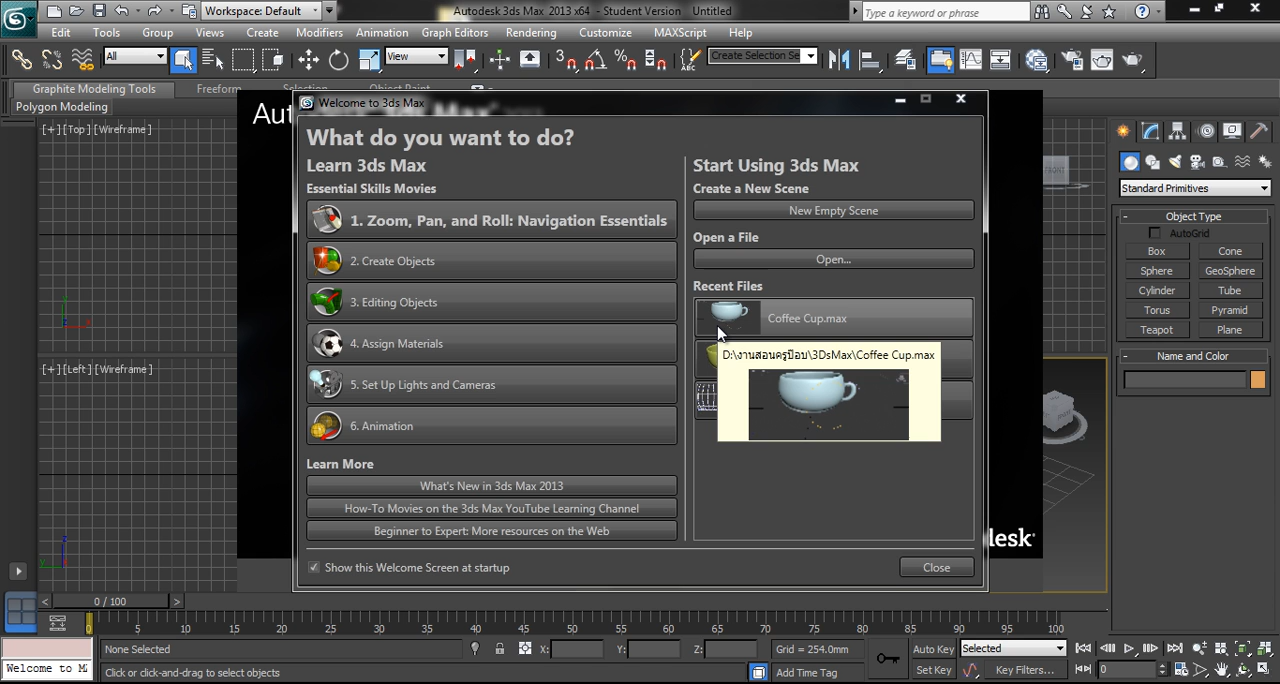 Workspace: Default
Autodesk 3ds Max 2013 x64 - Student Version Untitled
Type a keyword or phrase
Edit Tools Group Views Create Modifiers Animation Graph Editors Rendering Customize MAXScript Help
All
View
Create Selection Se
Graphite Modeling Tools
Freeform
Selection
Polygon Modeling
[+][Top][Wireframe]
[+][Left][Wireframe]
Welcome to 3ds Max
What do you want to do?
Learn 3ds Max
Essential Skills Movies
1. Zoom, Pan, and Roll: Navigation Essentials
2. Create Objects
3. Editing Objects
4. Assign Materials
5. Set Up Lights and Cameras
6. Animation
Learn More
What's New in 3ds Max 2013
How-To Movies on the 3ds Max YouTube Learning Channel
Beginner to Expert: More resources on the Web
Show this Welcome Screen at startup
Start Using 3ds Max
Create a New Scene
New Empty Scene
Open a File
Open...
Recent Files
Coffee Cup.max
D:\งานสอนครูป๊อบ\3DsMax\Coffee Cup.max
Close
Standard Primitives
Object Type
AutoGrid
Box Cone
Sphere GeoSphere
Cylinder Tube
Torus Pyramid
Teapot Plane
Name and Color
0 / 100
0 5 10 15 20 25 30 35 40 45 50 55 60 65 70 75 80 85 90 95 100
None Selected
X: Y: Z: Grid = 254.0mm
Auto Key Selected
Welcome to M
Click or click-and-drag to select objects
Add Time Tag
Set Key Key Filters... 0